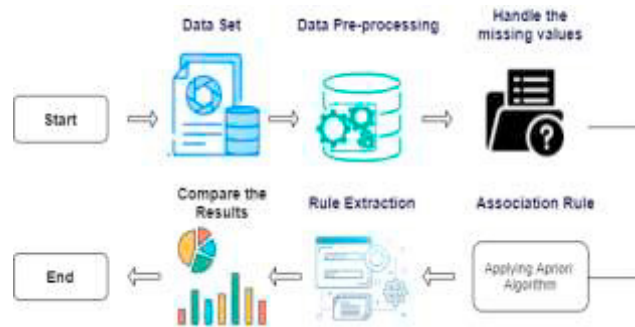 Data Set
Data Pre-processing
Handle the
missing values
Start
?
Compare the
Results
Rule Extraction
Association Rule
End
Applying Apriori
Algorithm